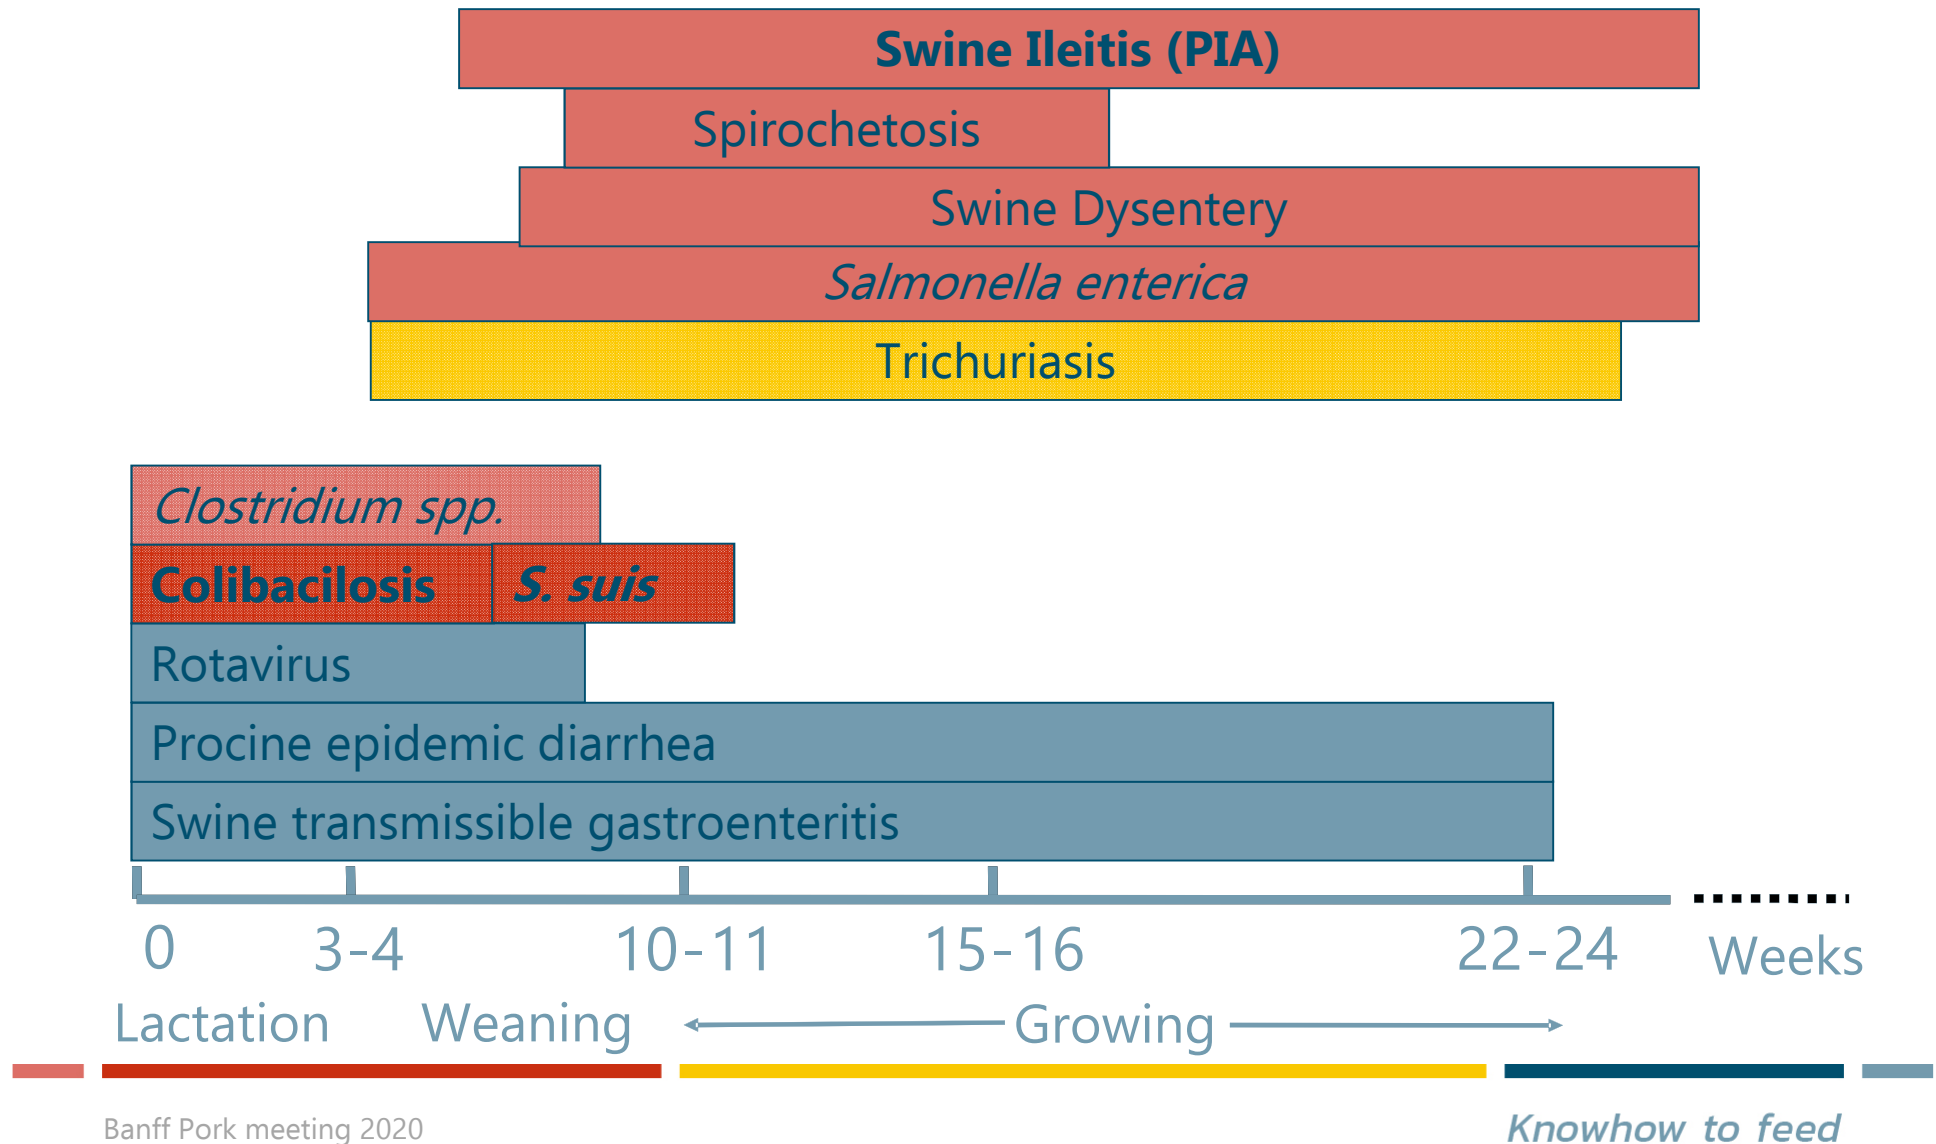 Swine Ileitis (PIA)
Spirochetosis
Swine Dysentery
Salmonella enterica
Trichuriasis
Clostridium spp.
Colibacilosis S. suis
Rotavirus
Procine epidemic diarrhea
Swine transmissible gastroenteritis
0 3-4 10-11 15-16 22-24 Weeks
Lactation Weaning Growing
Banff Pork meeting 2020 Knowhow to feed